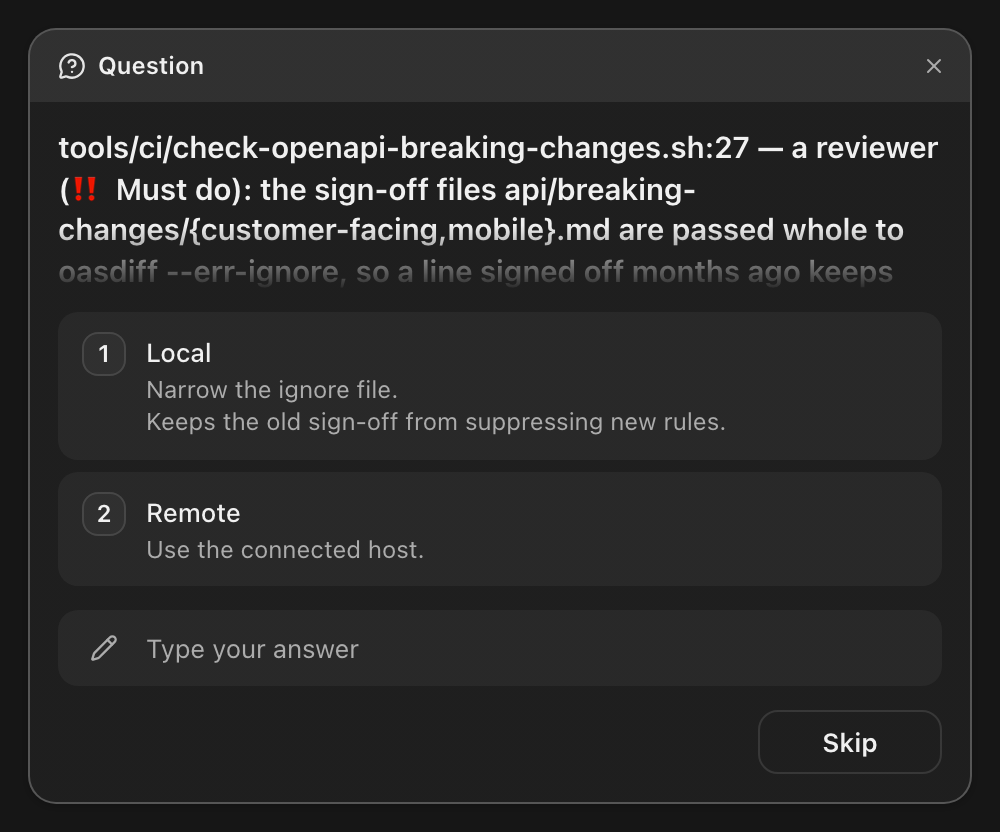 Question
tools/ci/check-openapi-breaking-changes.sh:27 — a reviewer
(‼️ Must do): the sign-off files api/breaking-
changes/{customer-facing,mobile}.md are passed whole to
oasdiff --err-ignore, so a line signed off months ago keeps
1 Local
Narrow the ignore file.
Keeps the old sign-off from suppressing new rules.
2 Remote
Use the connected host.
Type your answer
Skip